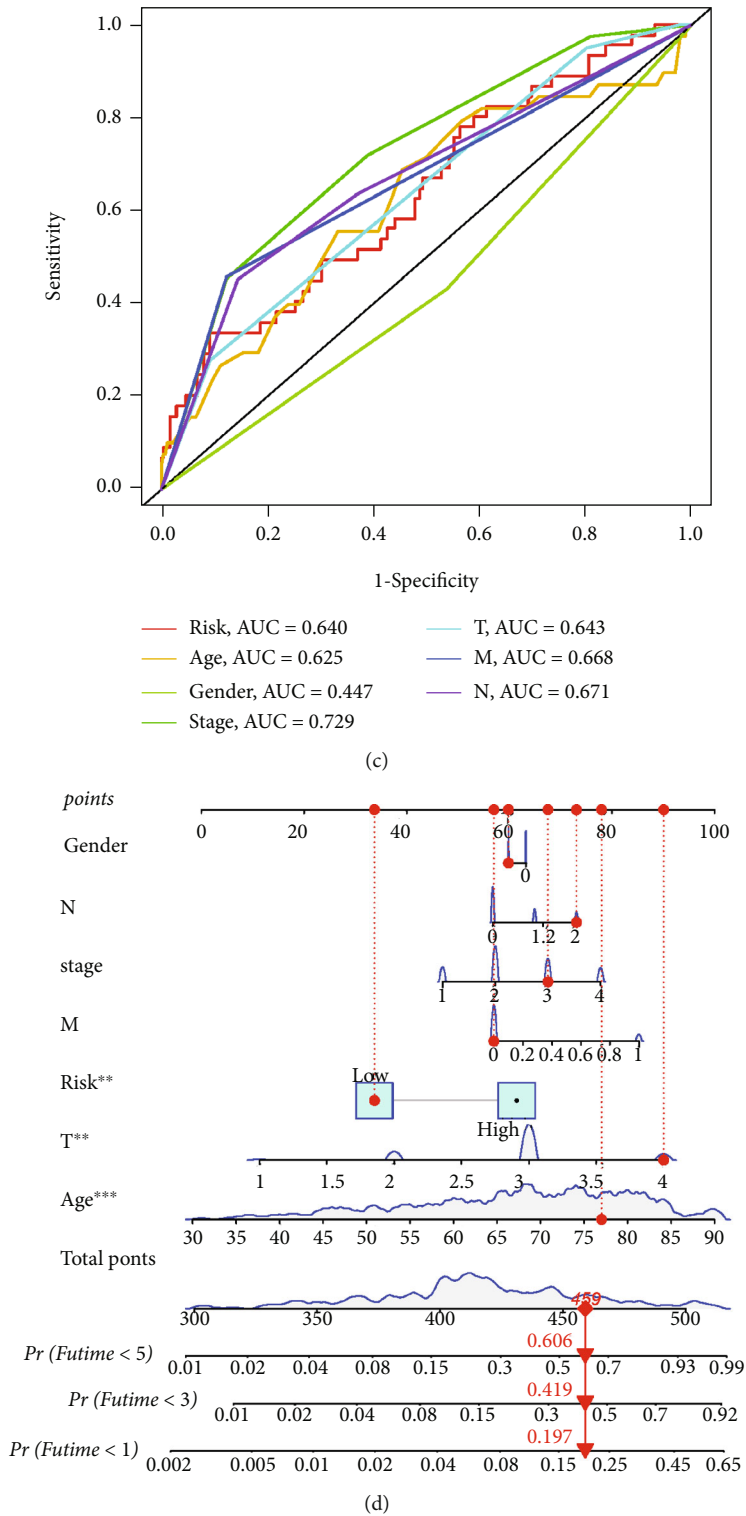 1.0
0.8
0.6
0.4
0.2
0.0
Sensitivity
0.0 0.2 0.4 0.6 0.8 1.0
1-Specificity
Risk, AUC = 0.640
Age, AUC = 0.625
Gender, AUC = 0.447
Stage, AUC = 0.729
T, AUC = 0.643
M, AUC = 0.668
N, AUC = 0.671
(c)
points
0 20 40 60 80 100
Gender
0
N
0 1.2 2
stage
1 2 3 4
M
0 0.2 0.4 0.6 0.8 1
Risk**
Low
High
T**
1 1.5 2 2.5 3 3.5 4
Age***
30 35 40 45 50 55 60 65 70 75 80 85 90
Total ponts
459
300 350 400 450 500
0.606
Pr (Futime < 5)
0.01 0.02 0.04 0.08 0.15 0.3 0.5 0.7 0.93 0.99
0.419
Pr (Futime < 3)
0.01 0.02 0.04 0.08 0.15 0.3 0.5 0.7 0.92
0.197
Pr (Futime < 1)
0.002 0.005 0.01 0.02 0.04 0.08 0.15 0.25 0.45 0.65
(d)